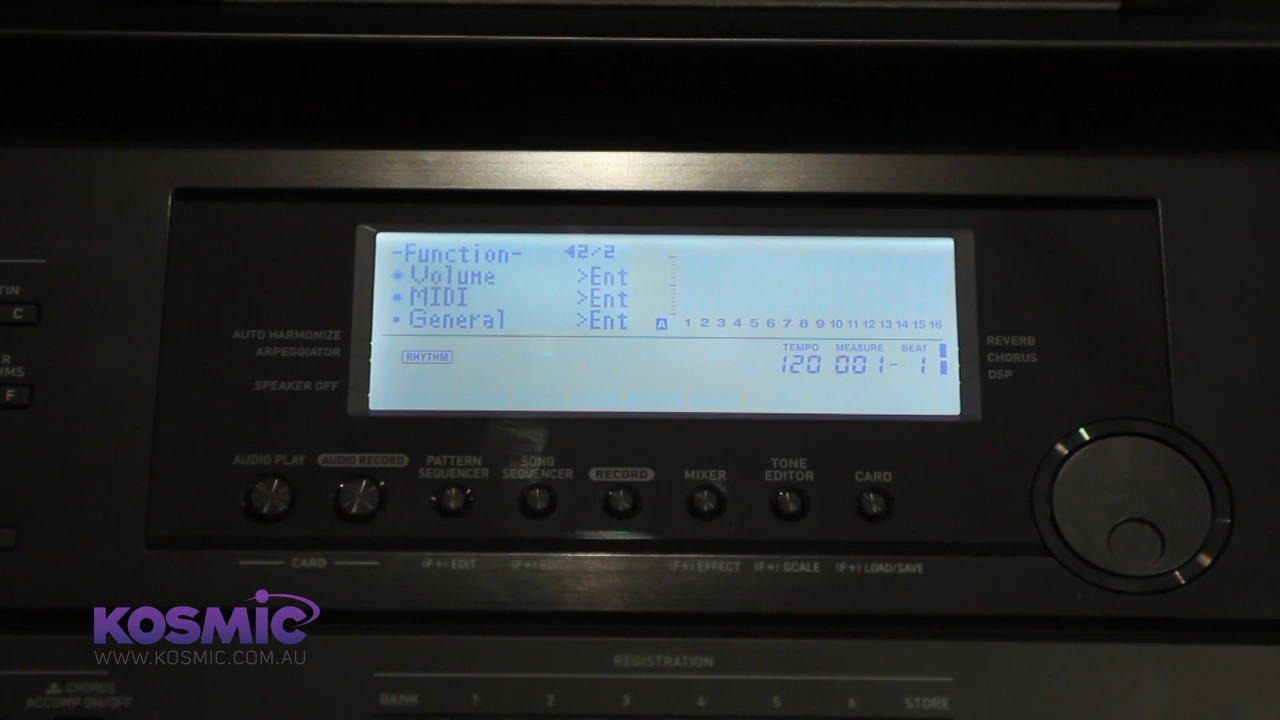 -Function- ◀2/2
Volume >Ent
MIDI >Ent
General >Ent
A 1 2 3 4 5 6 7 8 9 10 11 12 13 14 15 16
RHYTHM
TEMPO MEASURE BEAT
120 001- 1
C
F
AUTO HARMONIZE
ARPEGGIATOR
SPEAKER OFF
REVERB
CHORUS
DSP
AUDIO PLAY
AUDIO RECORD
PATTERN
SEQUENCER
SONG
SEQUENCER
RECORD
MIXER
TONE
EDITOR
CARD
CARD
(F+) EDIT
(F+) EDIT
(F+) EFFECT
(F+) SCALE
(F+) LOAD/SAVE
KOSMIC
WWW.KOSMIC.COM.AU
REGISTRATION
CHORDS
ACCOMP ON/OFF
BANK 1 2 3 4 5 6 STORE